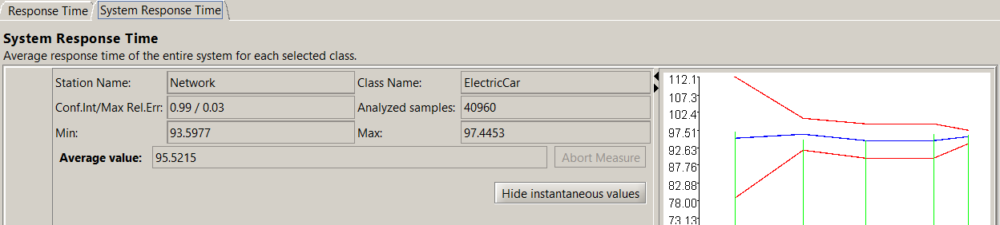 Response Time System Response Time
System Response Time
Average response time of the entire system for each selected class.
Station Name: Network Class Name: ElectricCar
Conf.Int/Max Rel.Err: 0.99 / 0.03 Analyzed samples: 40960
Min: 93.5977 Max: 97.4453
Average value: 95.5215 Abort Measure
Hide instantaneous values
112.1
107.3
102.4
97.51
92.63
87.76
82.88
78.00
73.13